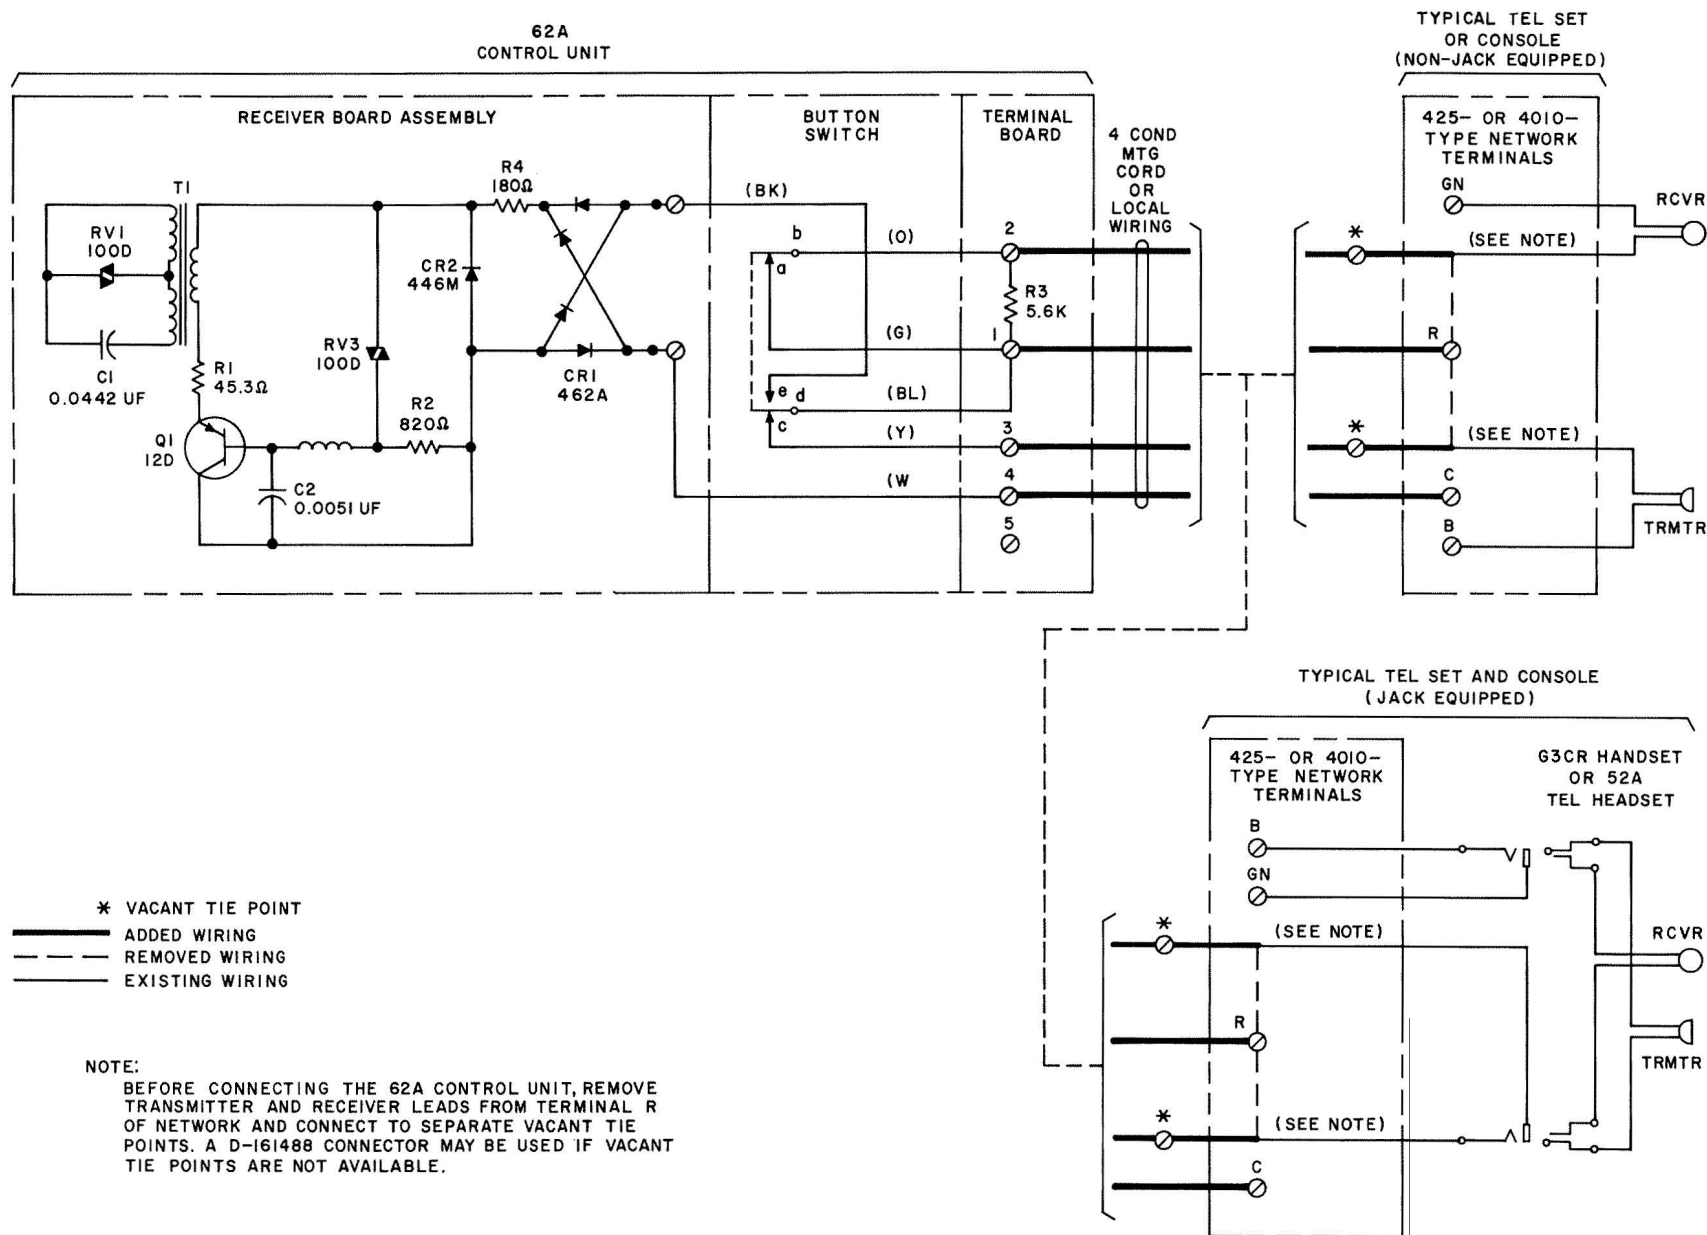 62A
CONTROL UNIT
TYPICAL TEL SET
OR CONSOLE
(NON-JACK EQUIPPED)
RECEIVER BOARD ASSEMBLY
BUTTON
SWITCH
TERMINAL
BOARD
4 COND
MTG
CORD
OR
LOCAL
WIRING
425- OR 4010-
TYPE NETWORK
TERMINALS
T1
RV1
100D
C1
0.0442 UF
R1
45.3Ω
Q1
12D
C2
0.0051 UF
RV3
100D
R2
820Ω
CR2
446M
R4
180Ω
CR1
462A
(BK)
b
a
(O)
(G)
e
d
c
(BL)
(Y)
(W
2
R3
5.6K
1
3
4
5
GN
RCVR
*
(SEE NOTE)
R
*
(SEE NOTE)
C
B
TRMTR
TYPICAL TEL SET AND CONSOLE
(JACK EQUIPPED)
425- OR 4010-
TYPE NETWORK
TERMINALS
G3CR HANDSET
OR 52A
TEL HEADSET
B
GN
*
(SEE NOTE)
RCVR
R
TRMTR
*
(SEE NOTE)
C
* VACANT TIE POINT
ADDED WIRING
REMOVED WIRING
EXISTING WIRING
NOTE:
BEFORE CONNECTING THE 62A CONTROL UNIT, REMOVE
TRANSMITTER AND RECEIVER LEADS FROM TERMINAL R
OF NETWORK AND CONNECT TO SEPARATE VACANT TIE
POINTS. A D-161488 CONNECTOR MAY BE USED IF VACANT
TIE POINTS ARE NOT AVAILABLE.